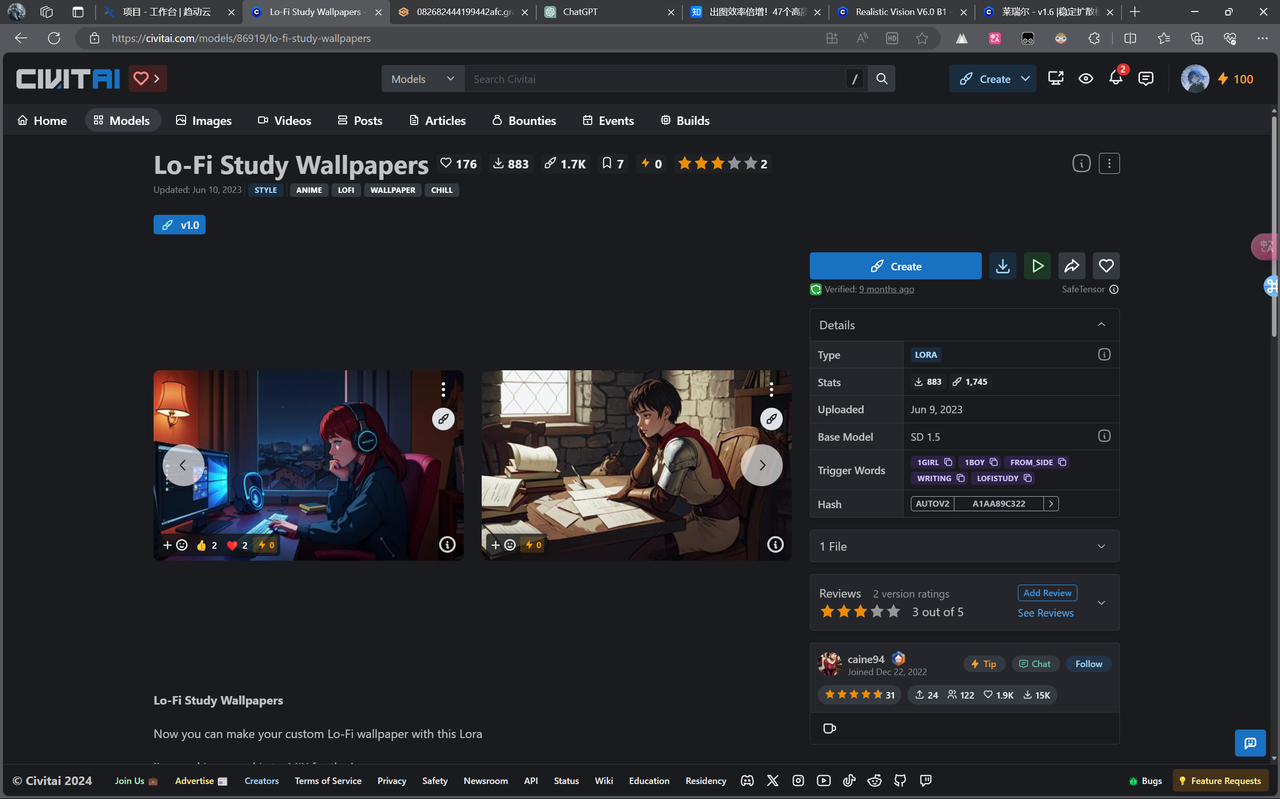 项目 - 工作台 | 趋动云
Lo-Fi Study Wallpapers -
082682444199442afc.gra
ChatGPT
出图效率倍增！47个高
Realistic Vision V6.0 B1 -
莱瑞尔 - v1.6 |稳定扩散
https://civitai.com/models/86919/lo-fi-study-wallpapers
CIVITAI
Models
Search Civitai
/
Create
2
100
Home
Models
Images
Videos
Posts
Articles
Bounties
Events
Builds
Lo-Fi Study Wallpapers
176
883
1.7K
7
0
2
Updated: Jun 10, 2023
STYLE
ANIME
LOFI
WALLPAPER
CHILL
v1.0
Create
Verified: 9 months ago
SafeTensor
Details
Type
LORA
Stats
883
1,745
Uploaded
Jun 9, 2023
Base Model
SD 1.5
Trigger Words
1GIRL
1BOY
FROM_SIDE
WRITING
LOFISTUDY
Hash
AUTOV2
A1AA89C322
2
2
0
0
1 File
Reviews
2 version ratings
Add Review
3 out of 5
See Reviews
caine94
Joined Dec 22, 2022
Tip
Chat
Follow
31
24
122
1.9K
15K
Lo-Fi Study Wallpapers
Now you can make your custom Lo-Fi wallpaper with this Lora
© Civitai 2024
Join Us
Advertise
Creators
Terms of Service
Privacy
Safety
Newsroom
API
Status
Wiki
Education
Residency
Bugs
Feature Requests